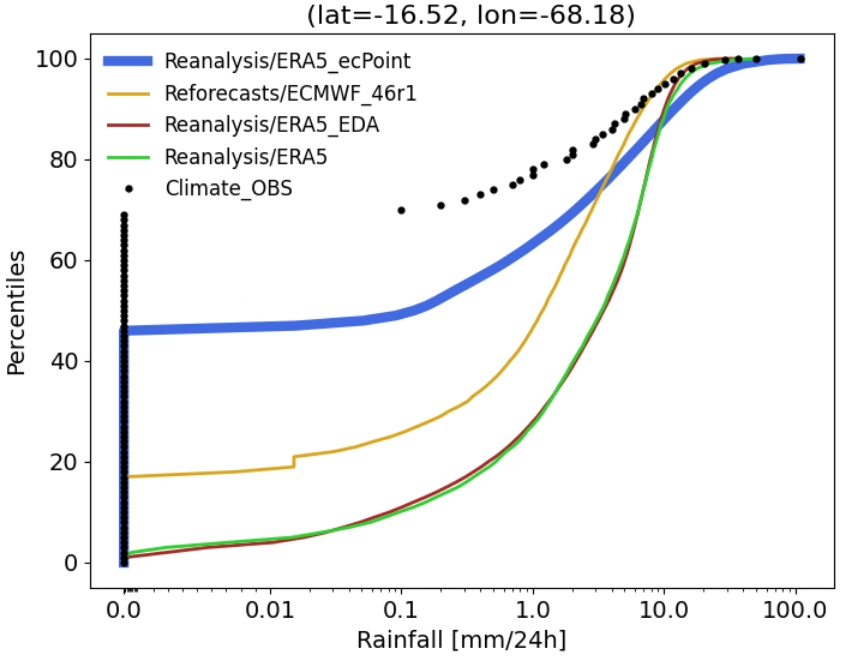 (lat=-16.52, lon=-68.18)
Reanalysis/ERA5_ecPoint
Reforecasts/ECMWF_46r1
Reanalysis/ERA5_EDA
Reanalysis/ERA5
Climate_OBS
Percentiles
100
80
60
40
20
0
0.0 0.01 0.1 1.0 10.0 100.0
Rainfall [mm/24h]